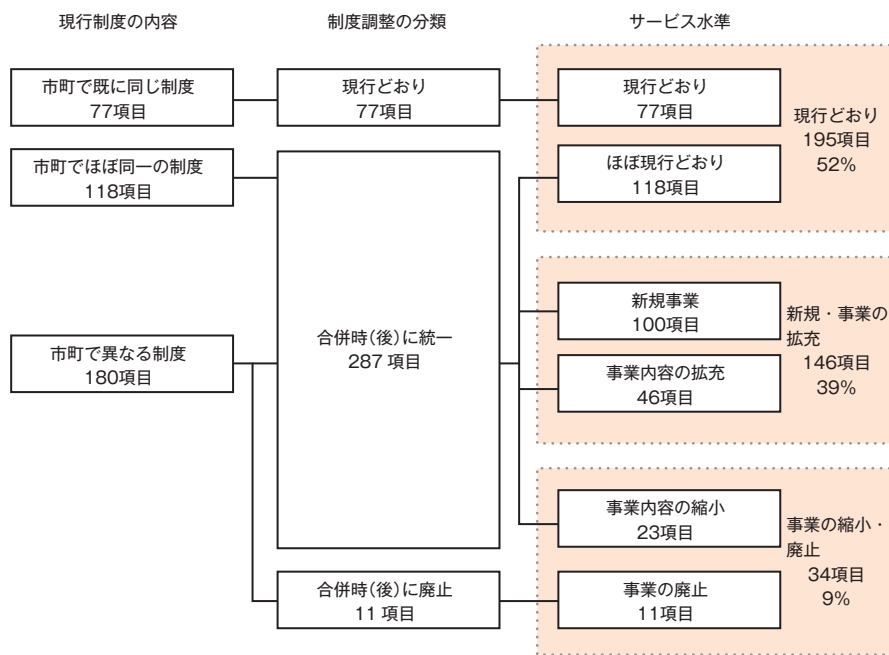 現行制度の内容
制度調整の分類
サービス水準
市町で既に同じ制度
77項目
現行どおり
77項目
現行どおり
77項目
現行どおり
195項目
52%
市町でほぼ同一の制度
118項目
ほぼ現行どおり
118項目
市町で異なる制度
180項目
合併時(後)に統一
287 項目
新規事業
100項目
事業内容の拡充
46項目
新規・事業の
拡充
146項目
39%
事業内容の縮小
23項目
事業の縮小・
廃止
34項目
9%
合併時(後)に廃止
11 項目
事業の廃止
11項目